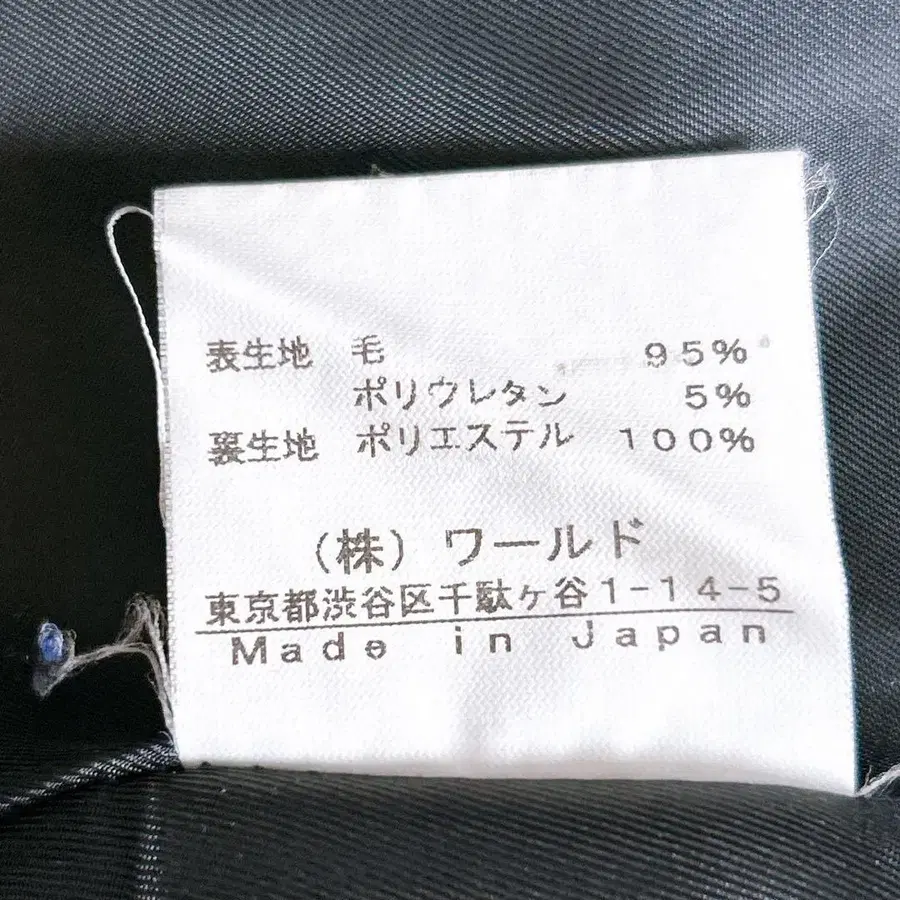 表生地 毛 95%
ポリウレタン 5%
裏生地 ポリエステル 100%
(株) ワールド
東京都渋谷区千駄ヶ谷1-14-5
Made in Japan